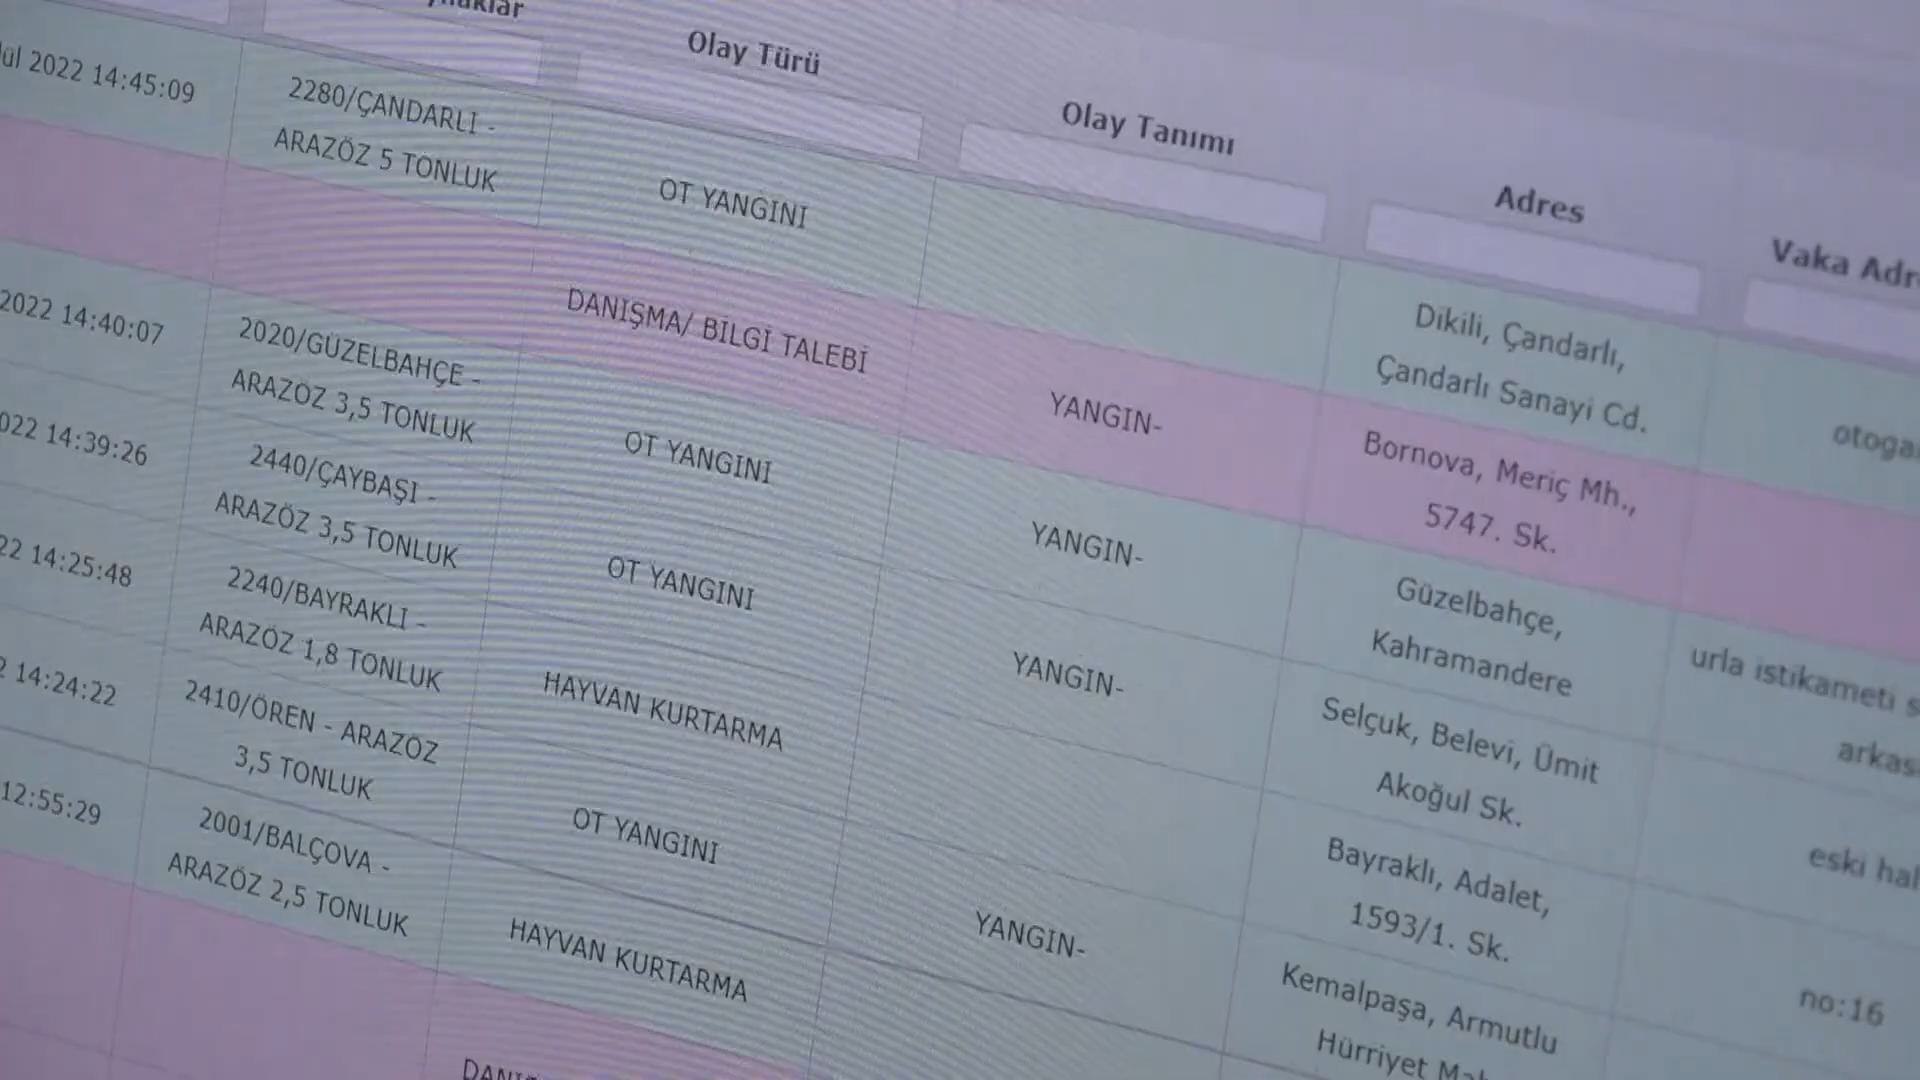 Olay Türü
Olay Tanımı
Adres
Vaka
2022 14:45:09
2280/ÇANDARLI -
ARAZÖZ 5 TONLUK
OT YANGINI
Dikili, Çandarlı,
Çandarlı Sanayi Cd.
DANIŞMA/ BİLGİ TALEBİ
YANGIN-
Bornova, Meriç Mh.,
5747. Sk.
2022 14:40:07
2020/GÜZELBAHÇE -
ARAZÖZ 3,5 TONLUK
OT YANGINI
YANGIN-
Güzelbahçe,
Kahramandere
urla istikameti
14:39:26
2440/ÇAYBAŞI -
ARAZÖZ 3,5 TONLUK
OT YANGINI
YANGIN-
Selçuk, Belevi, Ümit
Akoğul Sk.
eski
14:25:48
2240/BAYRAKLI -
ARAZÖZ 1,8 TONLUK
HAYVAN KURTARMA
Bayraklı, Adalet,
1593/1. Sk.
no:16
14:24:22
2410/ÖREN - ARAZÖZ
3,5 TONLUK
OT YANGINI
YANGIN-
Kemalpaşa, Armutlu
Hürriyet
12:55:29
2001/BALÇOVA -
ARAZÖZ 2,5 TONLUK
HAYVAN KURTARMA